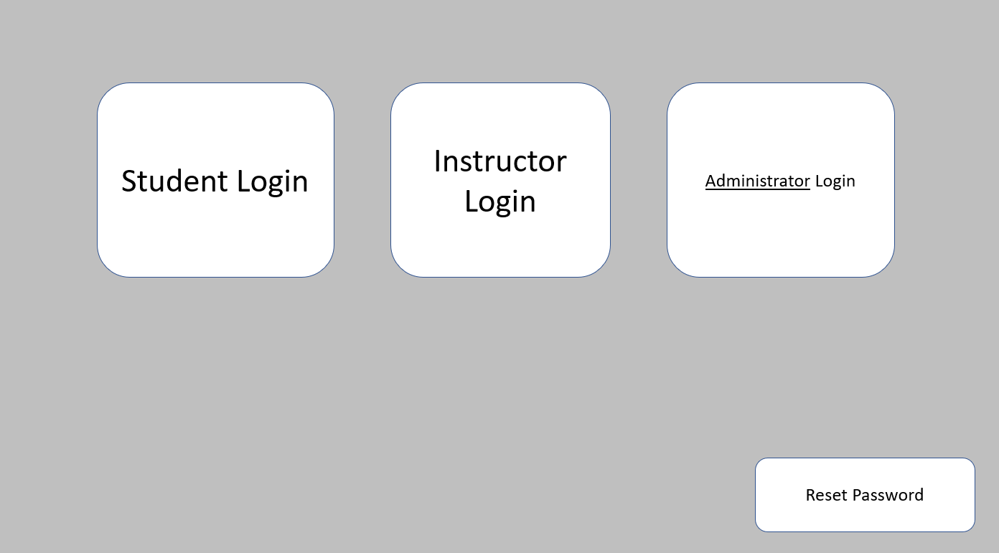 Student Login
Instructor
Login
Administrator Login
Reset Password